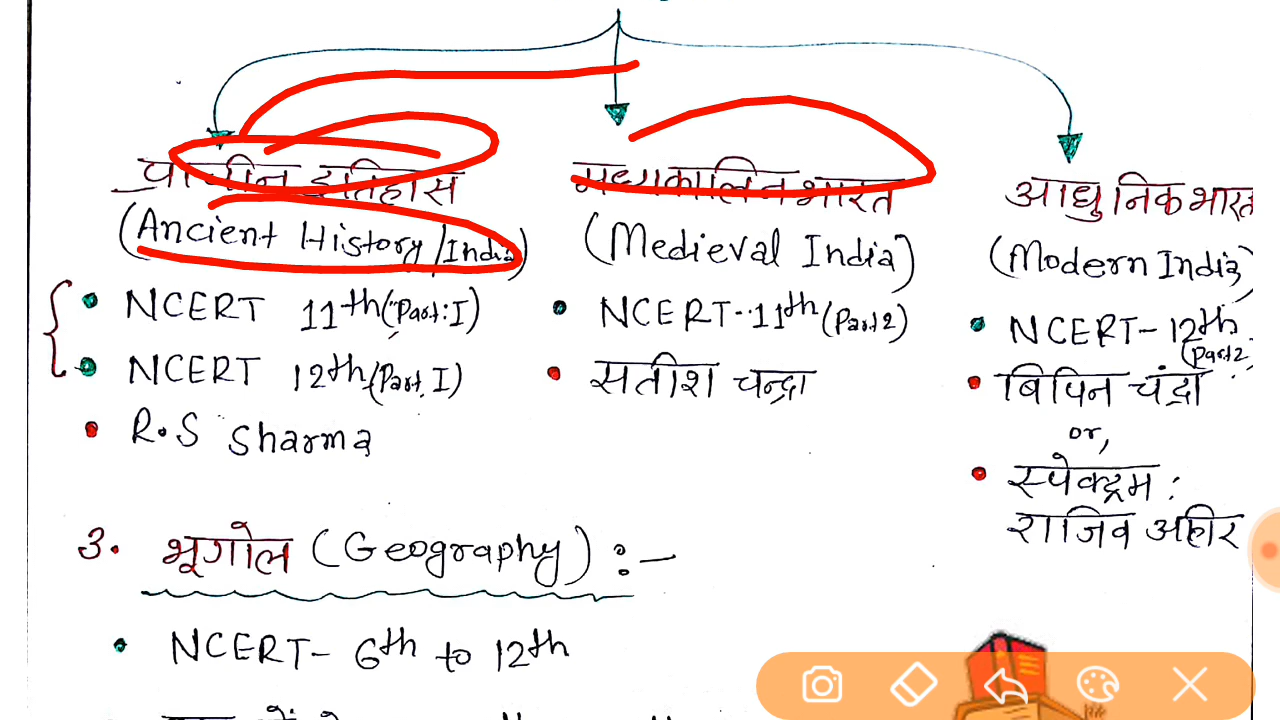 प्राचीन इतिहास
(Ancient History/India)
• NCERT 11th (Part:I)
• NCERT 12th (Part I)
• R.S Sharma
मध्यकालिन भारत
(Medieval India)
• NCERT-11th (Part 2)
• सतीश चन्द्रा
आधुनिक भारत
(Modern India)
• NCERT- 12th
(Part 2
• बिपिन चंद्रा
or,
• स्पेक्ट्रम :
राजिव अहीर
3. भूगोल (Geography) :-
• NCERT- 6th to 12th